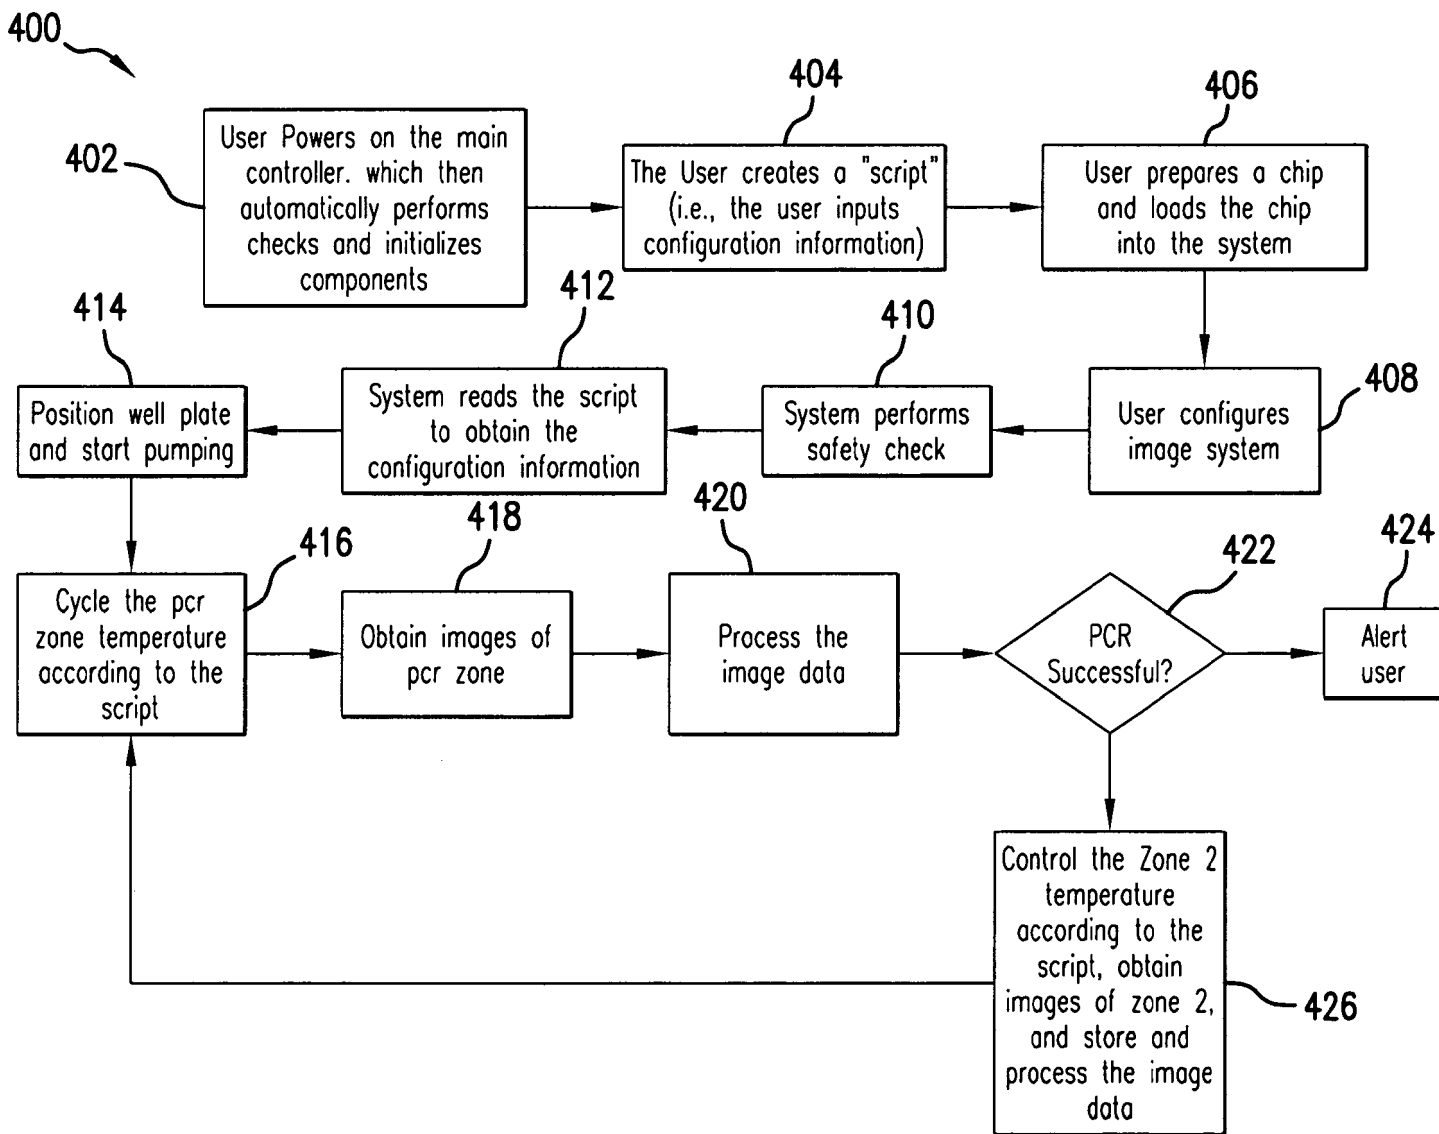 400
402
User Powers on the main
controller. which then
automatically performs
checks and initializes
components
404
The User creates a "script"
(i.e., the user inputs
configuration information)
406
User prepares a chip
and loads the chip
into the system
408
User configures
image system
410
System performs
safety check
412
System reads the script
to obtain the
configuration information
414
Position well plate
and start pumping
416
Cycle the pcr
zone temperature
according to the
script
418
Obtain images of
pcr zone
420
Process the
image data
422
PCR
Successful?
424
Alert
user
Control the Zone 2
temperature
according to the
script, obtain
images of zone 2,
and store and
process the image
data
426